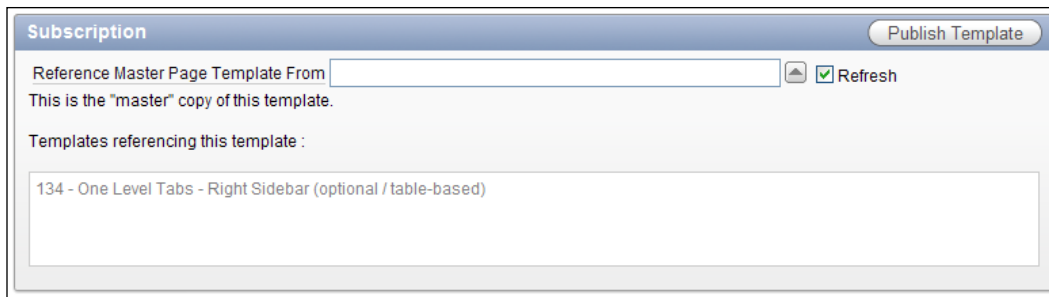 Subscription
Publish Template
Reference Master Page Template From
Refresh
This is the "master" copy of this template.
Templates referencing this template :
134 - One Level Tabs - Right Sidebar (optional / table-based)